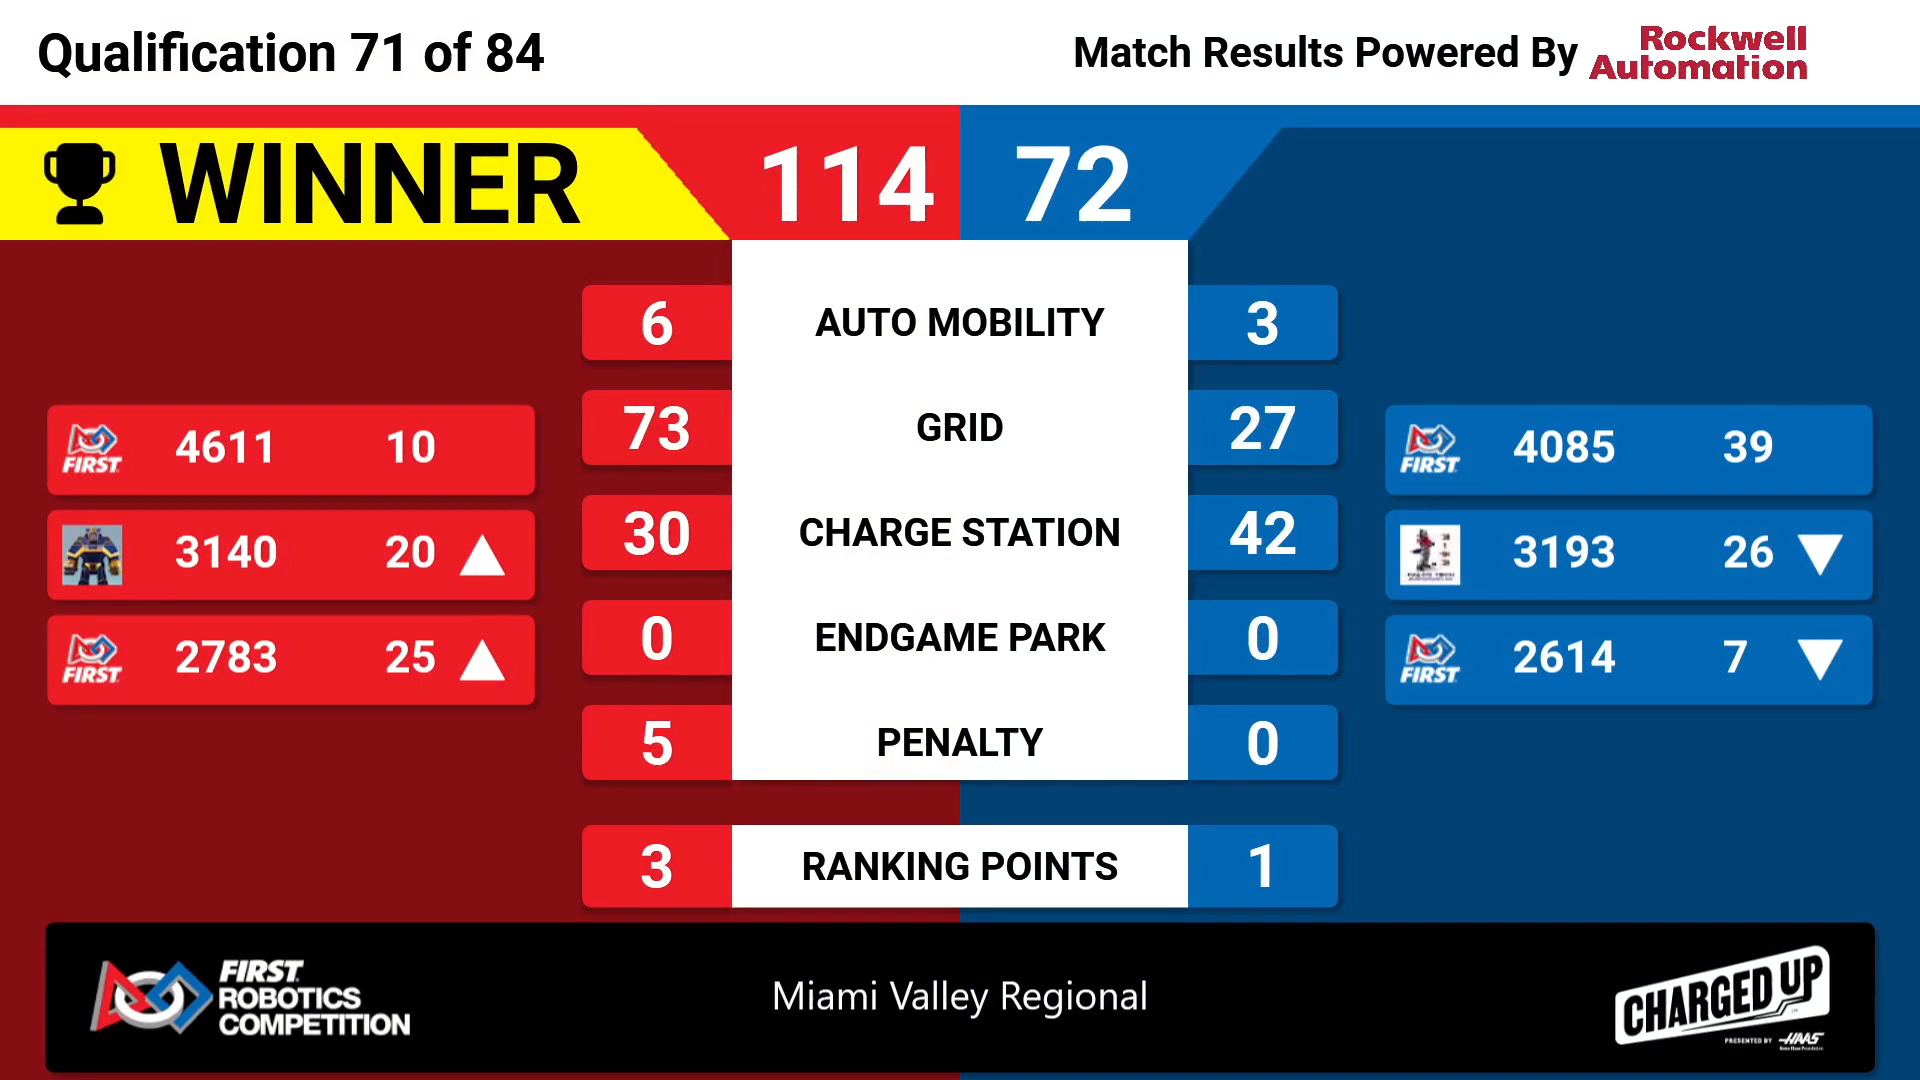 Qualification 71 of 84
Match Results Powered By Rockwell Automation
WINNER 114 72
6 AUTO MOBILITY 3
73 GRID 27
4611 10
4085 39
30 CHARGE STATION 42
3140 20
3193 26
0 ENDGAME PARK 0
2783 25
2614 7
5 PENALTY 0
3 RANKING POINTS 1
FIRST
FIRST
FIRST
FIRST
FIRST
ROBOTICS
COMPETITION
Miami Valley Regional
CHARGED UP
PRESENTED BY HAAS